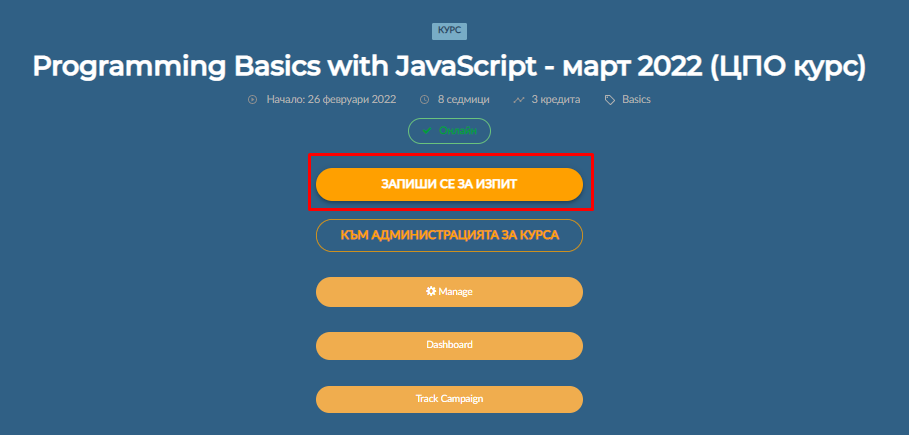 КУРС
Programming Basics with JavaScript - март 2022 (ЦПО курс)
Начало: 26 февруари 2022 8 седмици 3 кредита Basics
Онлайн
ЗАПИШИ СЕ ЗА ИЗПИТ
КЪМ АДМИНИСТРАЦИЯТА ЗА КУРСА
Manage
Dashboard
Track Campaign